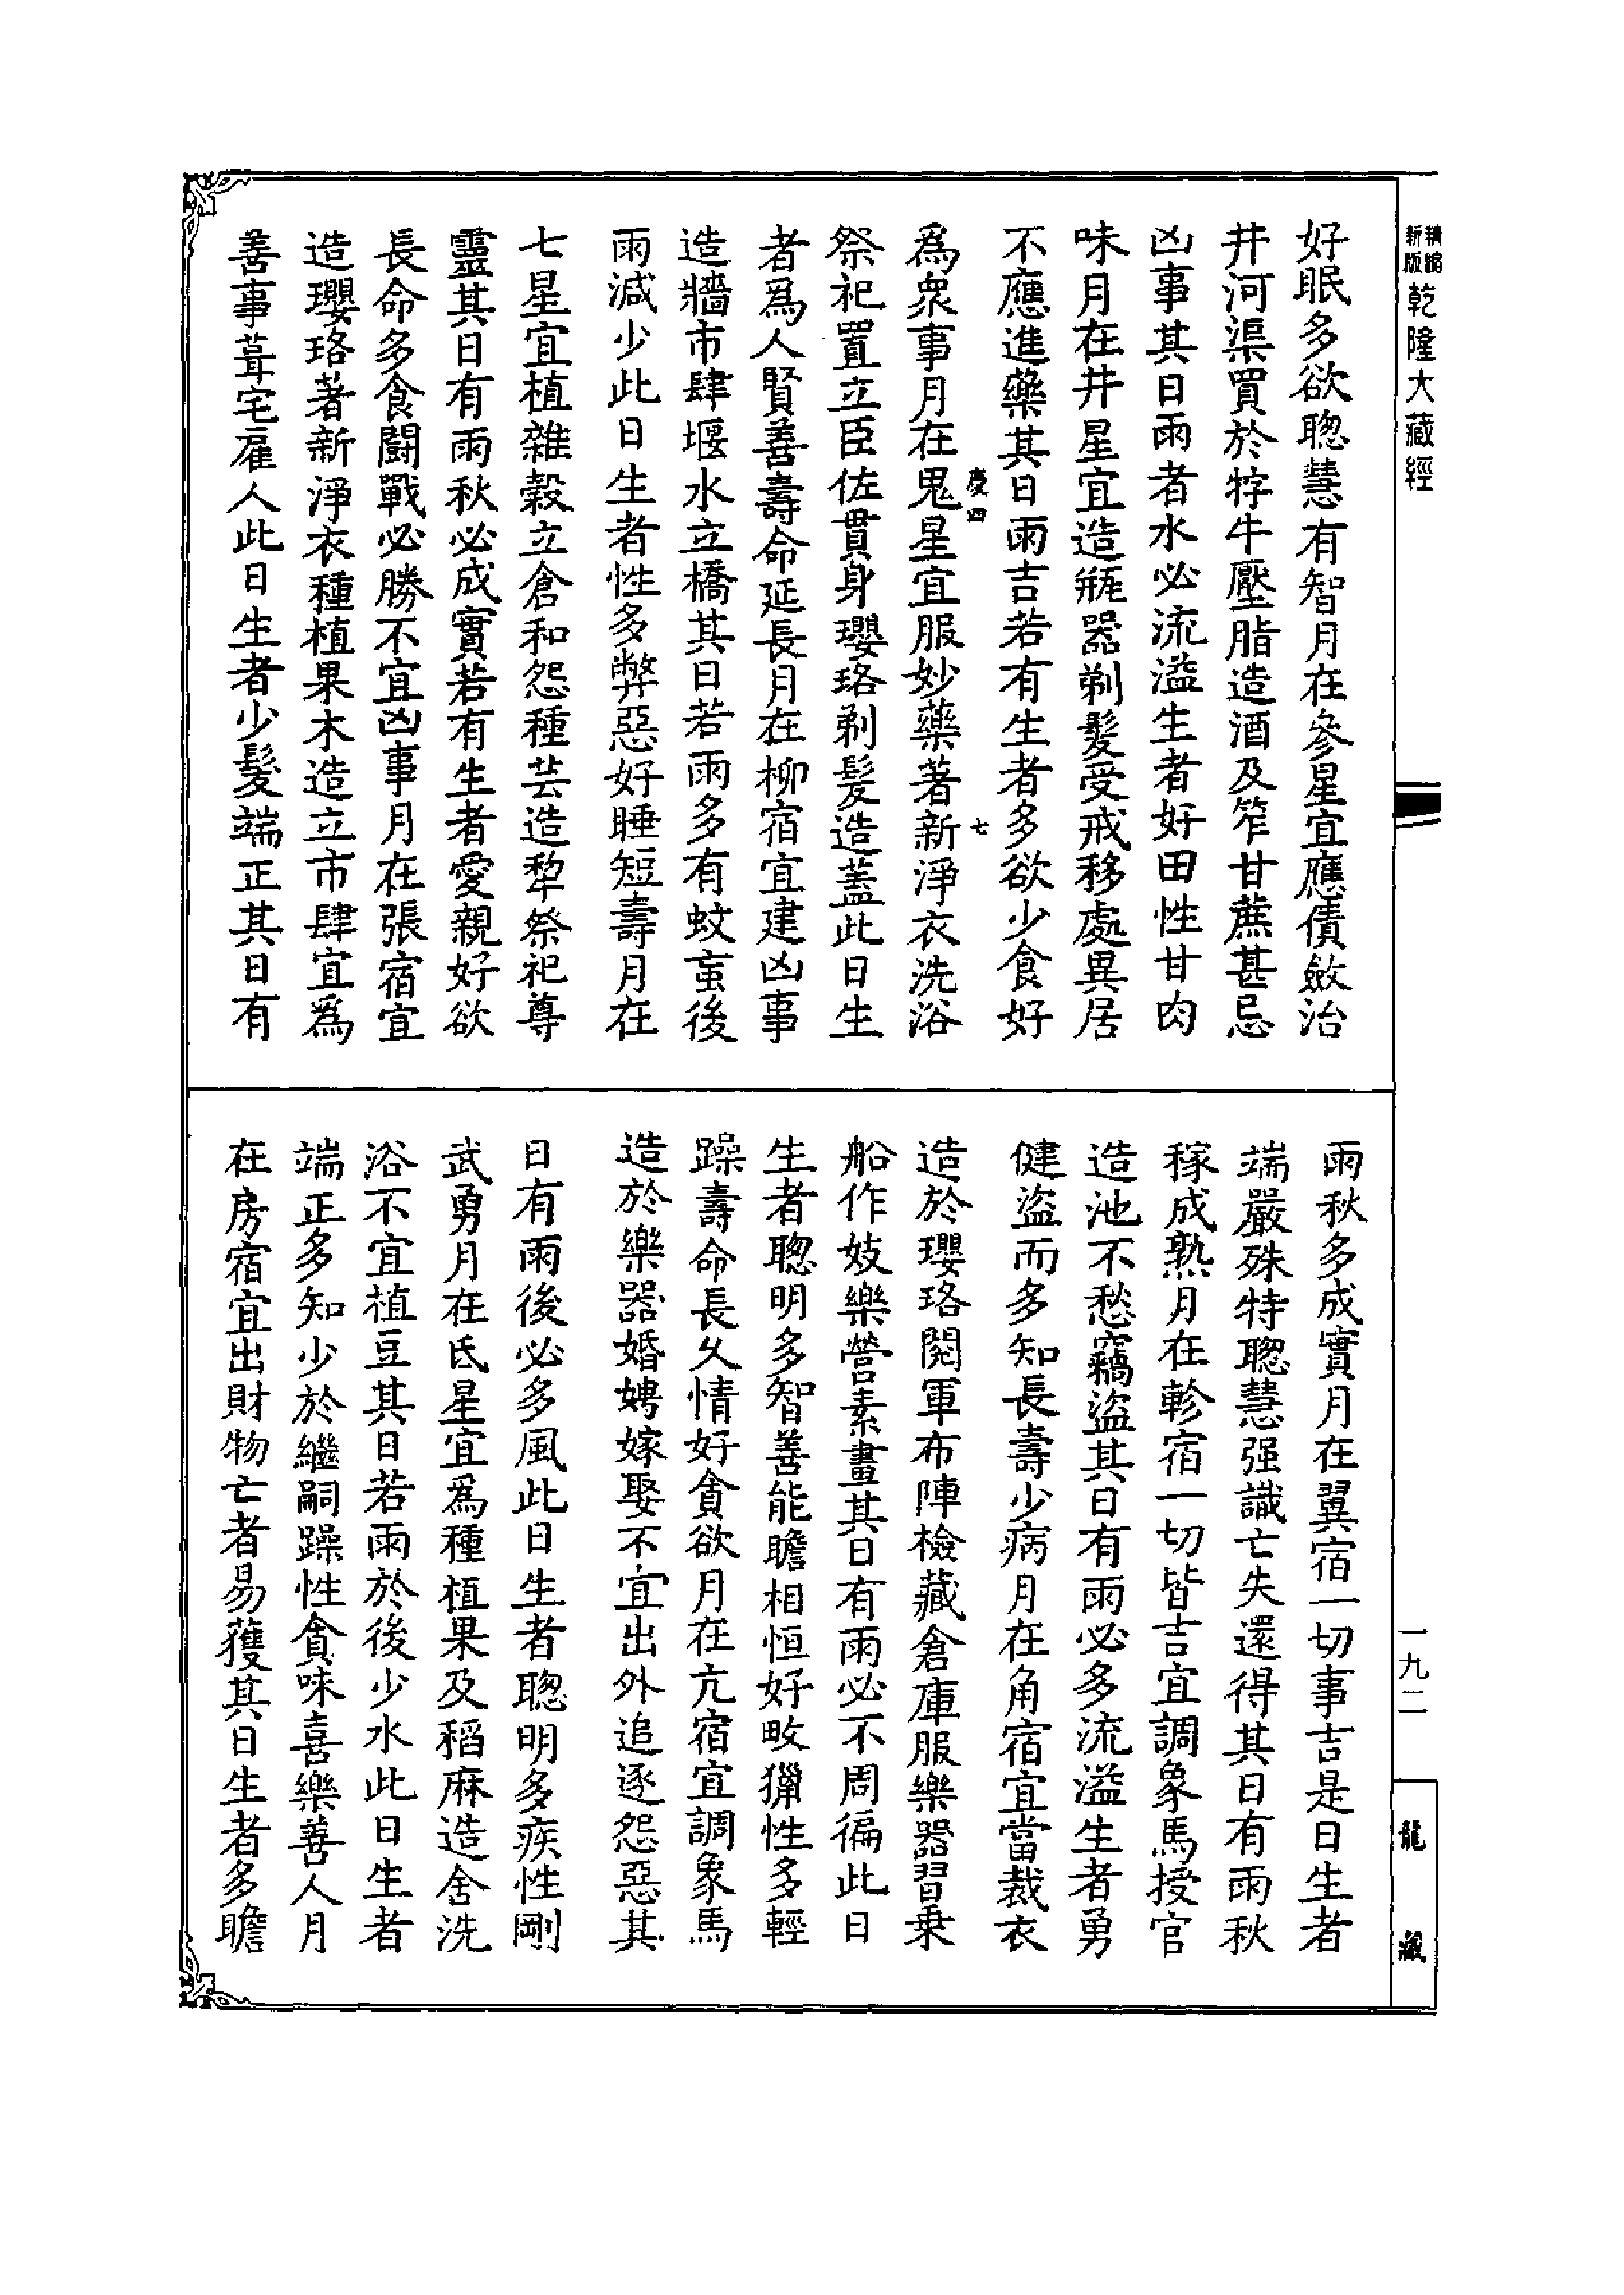 新編
新版
乾隆大藏經
好眠多欲聰慧有智月在參星宜應債斂治
井河渠買於牸牛壓脂造酒及笮甘蔗甚忌
凶事其日雨者水必流溢生者好田性甘肉
味月在井星宜造瓶器剃髮受戒移處異居
不應進藥其日雨吉若有生者多欲少食好
慶四 七
爲衆事月在鬼星宜服妙藥著新淨衣洗浴
祭祀置立臣佐貫身瓔珞剃髮造蓋此日生
者爲人賢善壽命延長月在柳宿宜建凶事
造牆市肆堰水立橋其日若雨多有蚊䖟後
雨減少此日生者性多弊惡好睡短壽月在
七星宜植雜穀立倉和怨種芸造犂祭祀尊
靈其日有雨秋必成實若有生者愛親好欲
長命多食鬭戰必勝不宜凶事月在張宿宜
造瓔珞著新淨衣種植果木造立市肆宜爲
善事葺宅雇人此日生者少髮端正其日有
雨秋多成實月在翼宿一切事吉是日生者
端嚴殊特聰慧强識亡失還得其日有雨秋
稼成熟月在軫宿一切皆吉宜調象馬授官
造池不愁竊盜其日有雨必多流溢生者勇
健盜而多知長壽少病月在角宿宜當裁衣
造於瓔珞閱軍布陣檢藏倉庫服樂器習乗
船作妓樂營素畫其日有雨必不周徧此日
生者聰明多智善能瞻相恒好畋獵性多輕
躁壽命長久情好貪欲月在亢宿宜調象馬
造於樂器婚娉嫁娶不宜出外追逐怨惡其
日有雨後必多風此日生者聰明多疾性剛
武勇月在氐星宜爲種植果及稻麻造舍洗
浴不宜植豆其日若雨於後少水此日生者
端正多知少於繼嗣躁性貪味喜樂善人月
在房宿宜出財物亡者易獲其日生者多瞻
一九二
龍藏